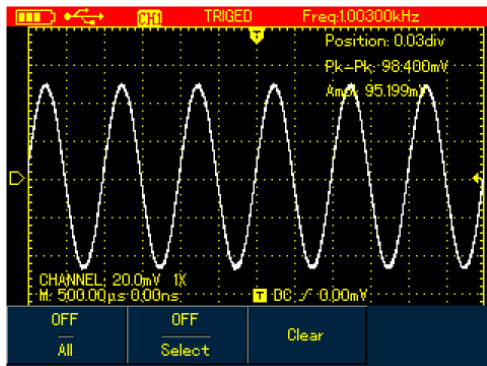 CH1 TRIGED Freq:1.00300kHz
T
Position: 0.03div
Pk-Pk: 98.400mV
Ampl: 95.199mV
CHANNEL: 20.0mV 1X
M: 500.00µs 0.00ns T DC 0.00mV
OFF OFF
All Select Clear